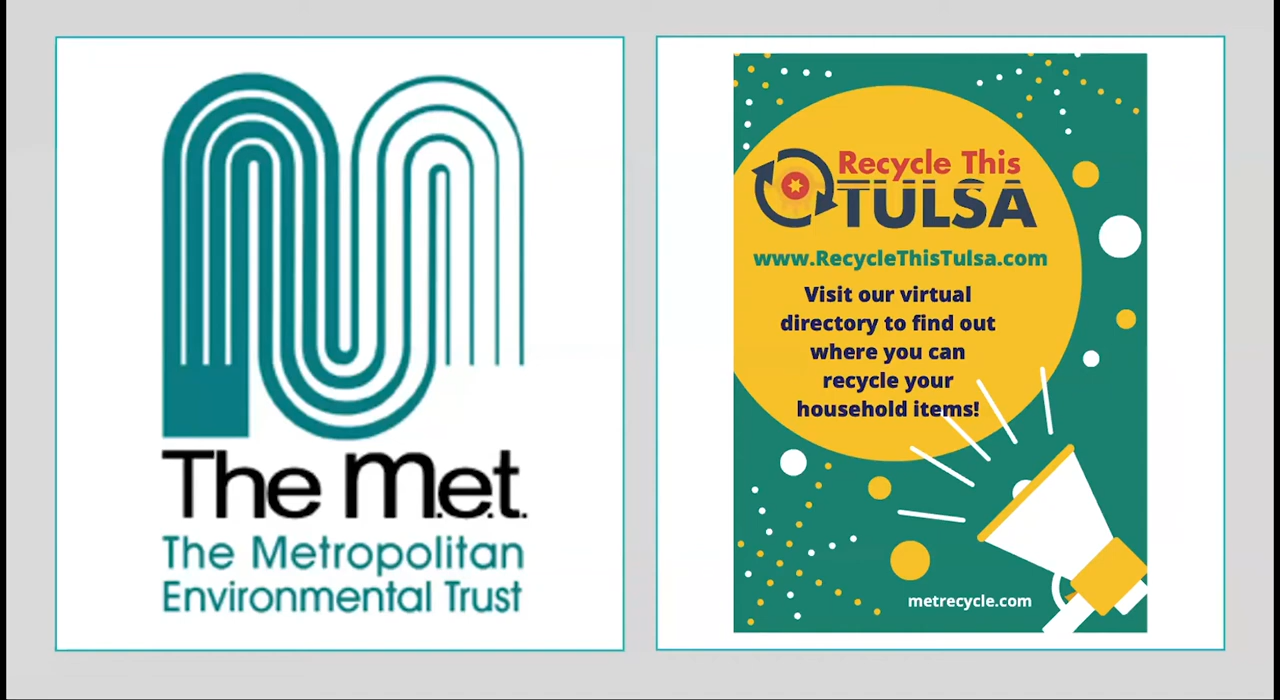 The M.e.t.
The Metropolitan
Environmental Trust
Recycle This
TULSA
www.RecycleThisTulsa.com
Visit our virtual
directory to find out
where you can
recycle your
household items!
metrecycle.com